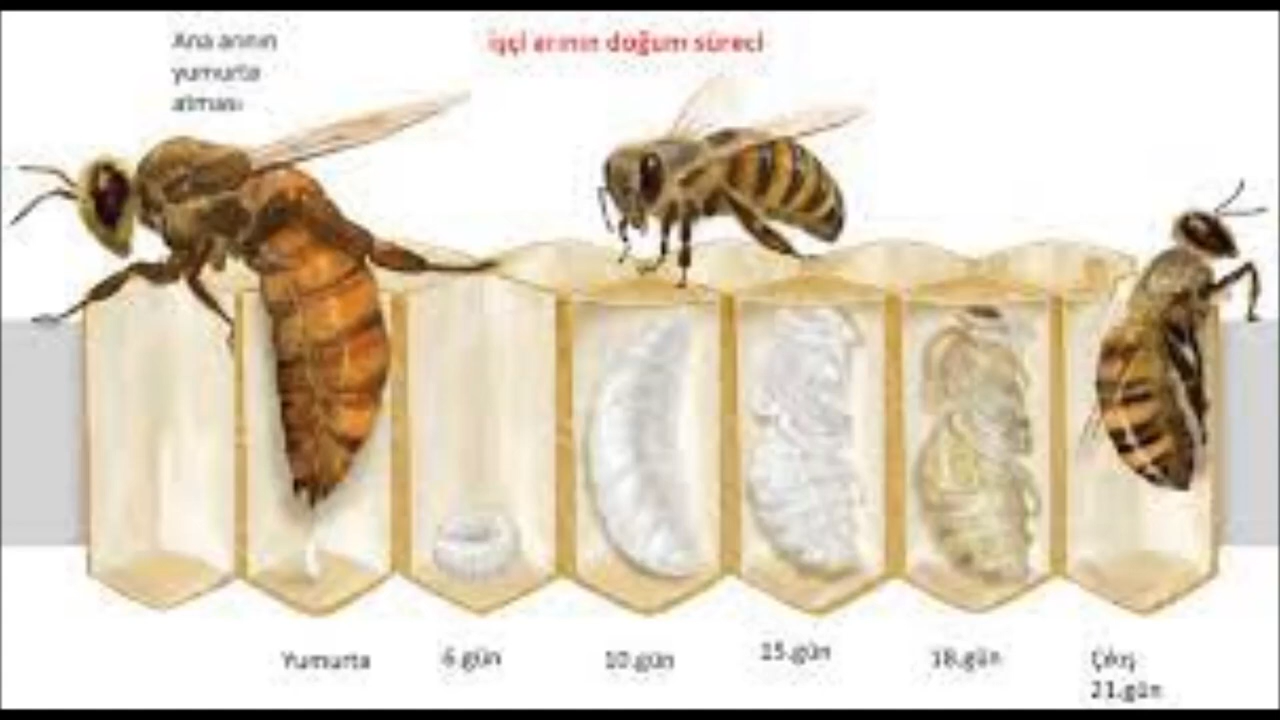 Ana arının
yumurta
atması
işçi arının doğum süreci
Yumurta
6.gün
10.gün
15.gün
18.gün
Çıkış
21.gün